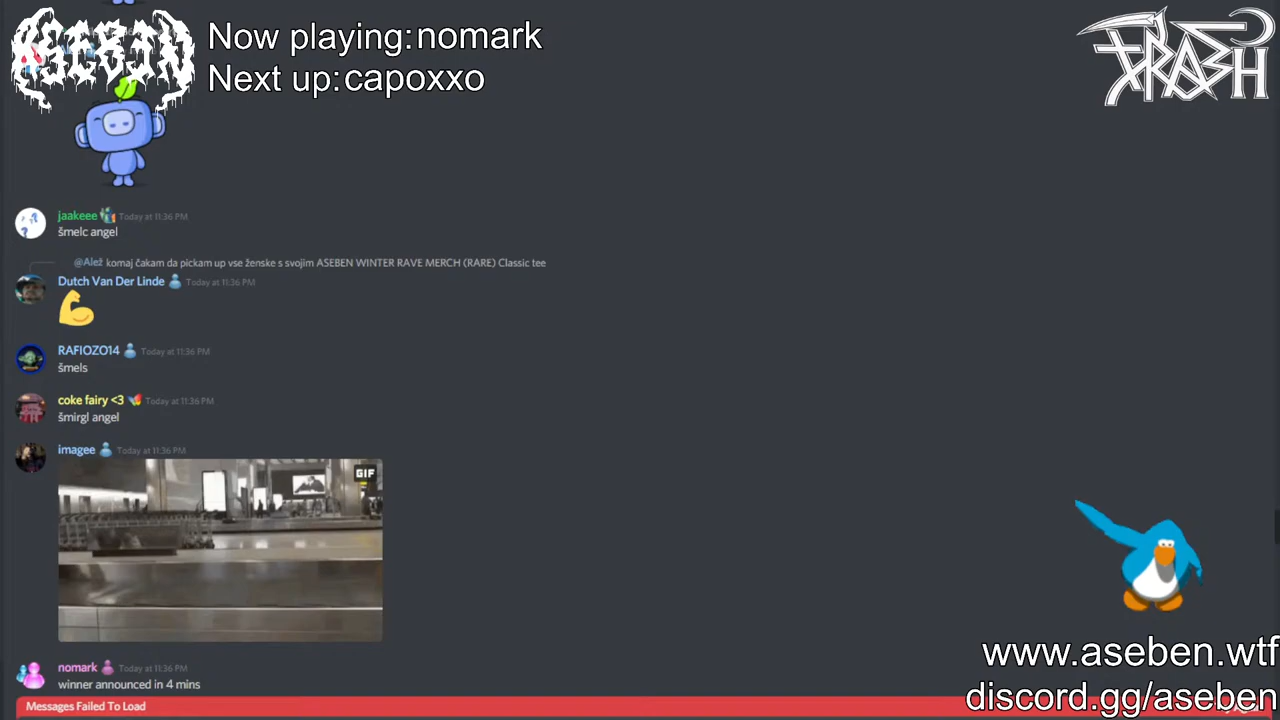 ASEBEN
Now playing:nomark
Next up:capoxxo
TRASH
jaakeee Today at 11:36 PM
šmelc angel
@Alež komaj čakam da pickam up vse ženske s svojim ASEBEN WINTER RAVE MERCH (RARE) Classic tee
Dutch Van Der Linde Today at 11:36 PM
RAFIOZO14 Today at 11:36 PM
šmels
coke fairy <3 Today at 11:36 PM
šmirgl angel
imagee Today at 11:36 PM
GIF
nomark Today at 11:36 PM
winner announced in 4 mins
Messages Failed To Load
www.aseben.wtf
discord.gg/aseben